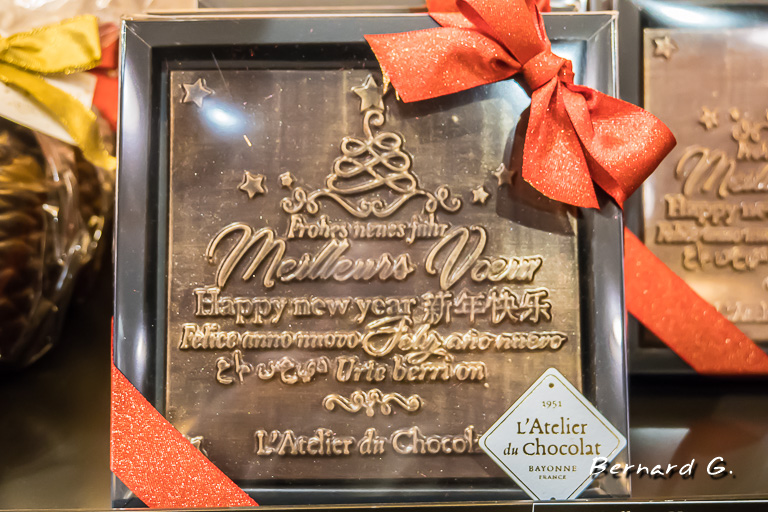 Frohes neues jahr
Meilleurs Vœux
Happy new year 新年快乐
Felice anno nuovo Feliz año nuevo
Urte berri on
L'Atelier du Chocolat
1951
L'Atelier
du Chocolat
BAYONNE
FRANCE
Bernard G.